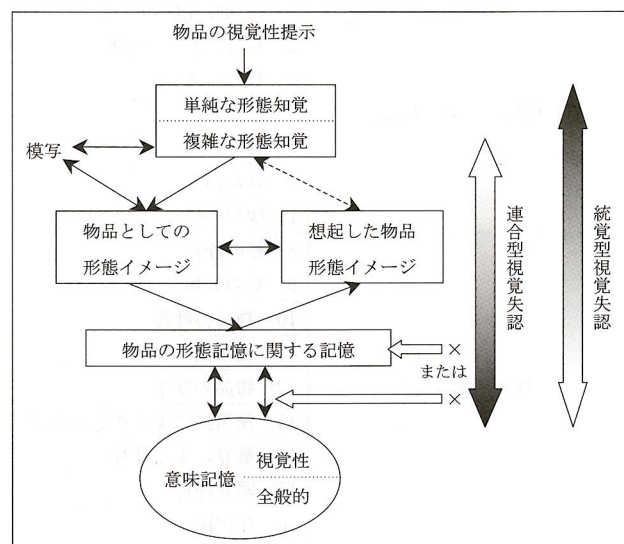 物品の視覚性提示
単純な形態知覚
複雑な形態知覚
模写
物品としての
形態イメージ
想起した物品
形態イメージ
物品の形態記憶に関する記憶
×
または
×
意味記憶
視覚性
全般的
連合型視覚失認
統覚型視覚失認